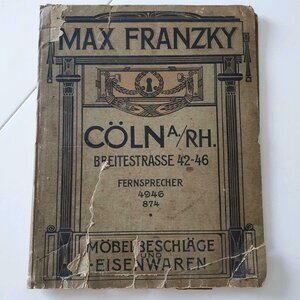 MAX FRANZKY
CÖLN A/RH.
BREITESTRASSE 42-46
FERNSPRECHER
4946
874
MÖBELBESCHLÄGE
UND
EISENWAREN